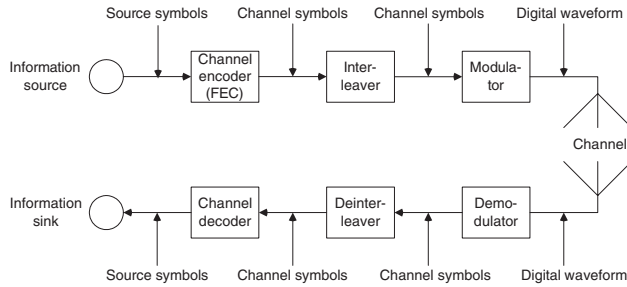 Source symbols
Channel symbols
Channel symbols
Digital waveform
Information
source
Channel
encoder
(FEC)
Inter-
leaver
Modula-
tor
Channel
Information
sink
Channel
decoder
Deinter-
leaver
Demo-
dulator
Source symbols
Channel symbols
Channel symbols
Digital waveform